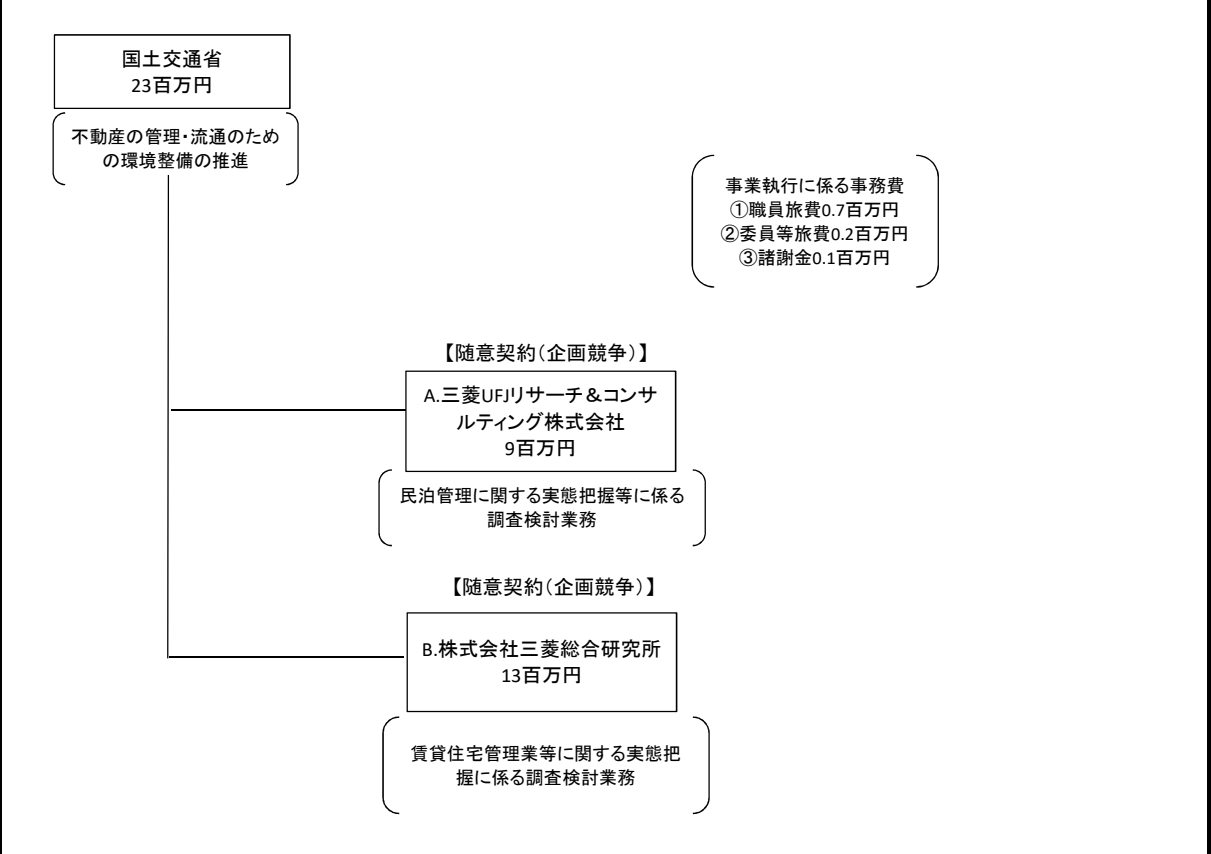 国土交通省
23百万円
不動産の管理・流通のため
の環境整備の推進
事業執行に係る事務費
①職員旅費0.7百万円
②委員等旅費0.2百万円
③諸謝金0.1百万円
【随意契約（企画競争）】
A.三菱UFJリサーチ＆コンサ
ルティング株式会社
9百万円
民泊管理に関する実態把握等に係る
調査検討業務
【随意契約（企画競争）】
B.株式会社三菱総合研究所
13百万円
賃貸住宅管理業等に関する実態把
握に係る調査検討業務